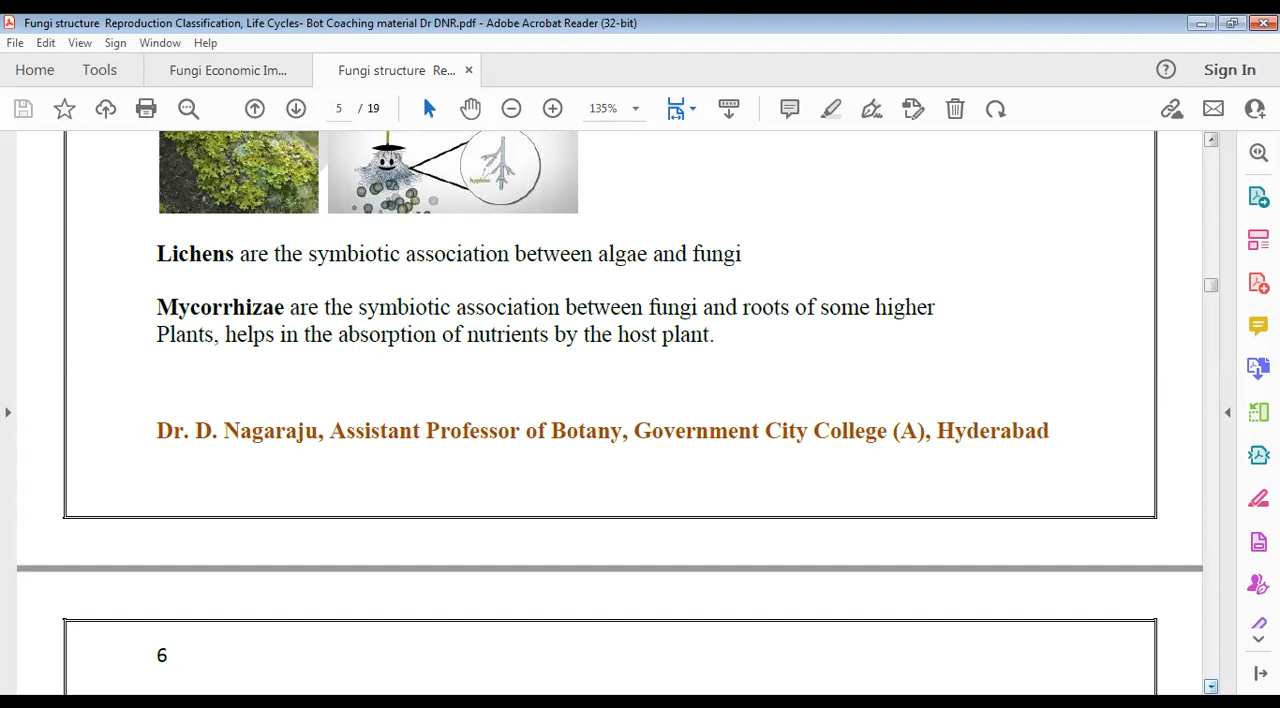 Fungi structure  Reproduction Classification, Life Cycles- Bot Coaching material Dr DNR.pdf - Adobe Acrobat Reader (32-bit)
File Edit View Sign Window Help
Home Tools Fungi Economic Im... Fungi structure  Re... × Sign In
5 / 19 135%
hyphae
Lichens are the symbiotic association between algae and fungi
Mycorrhizae are the symbiotic association between fungi and roots of some higher
Plants, helps in the absorption of nutrients by the host plant.
Dr. D. Nagaraju, Assistant Professor of Botany, Government City College (A), Hyderabad
6